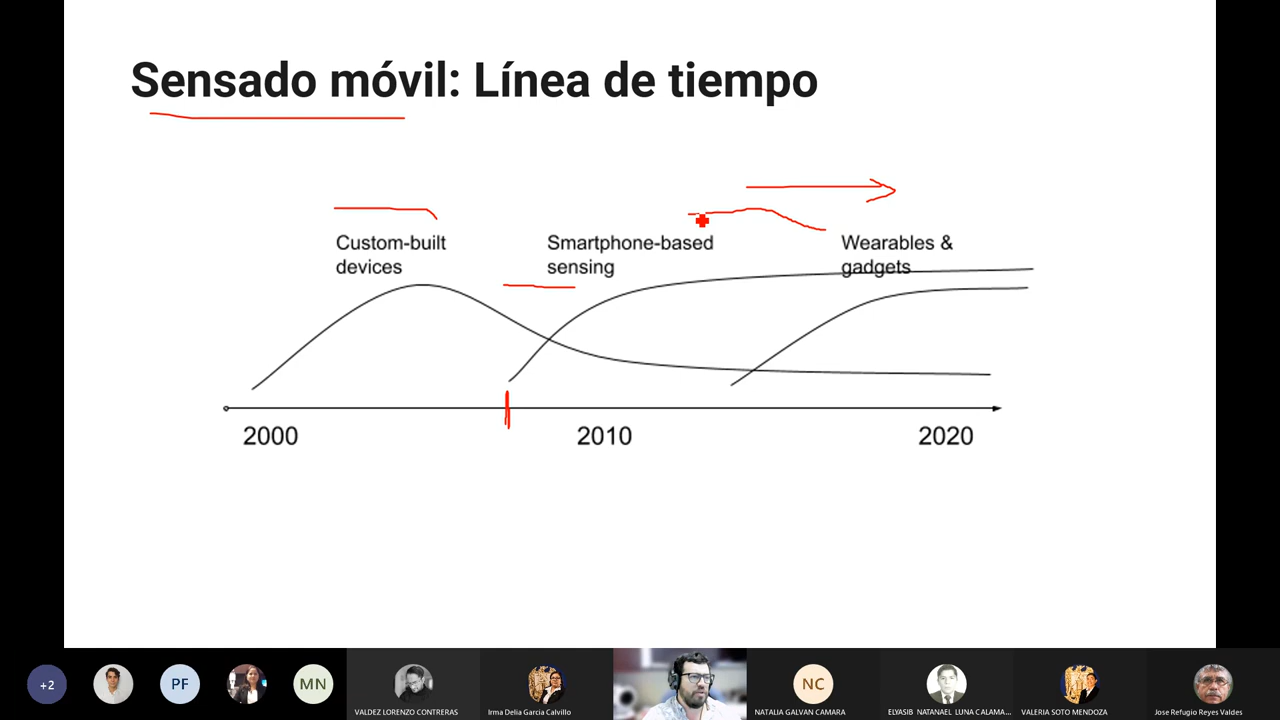 Sensado móvil: Línea de tiempo
Custom-built
devices
Smartphone-based
sensing
Wearables &
gadgets
2000
2010
2020
+2
PF
MN
VALDEZ LORENZO CONTRERAS
Irma Delia Garcia Calvillo
NC
NATALIA GALVAN CAMARA
ELYASIB NATANAEL LUNA CALAMA...
VALERIA SOTO MENDOZA
Jose Refugio Reyes Valdes